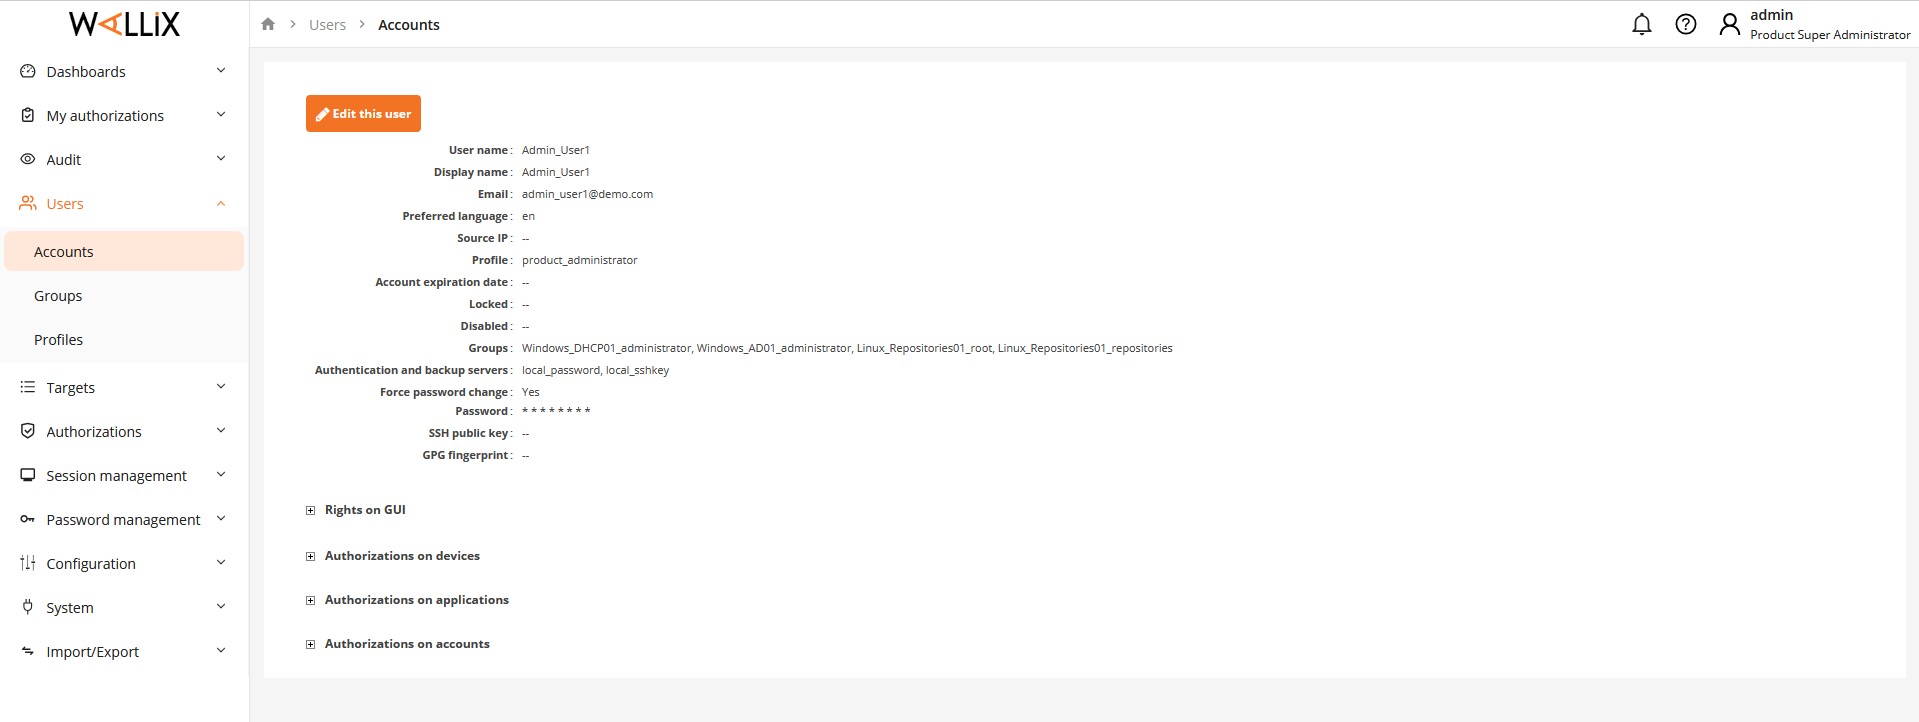 WALLIX
Users
Accounts
admin
Product Super Administrator
Dashboards
My authorizations
Audit
Users
Accounts
Groups
Profiles
Targets
Authorizations
Session management
Password management
Configuration
System
Import/Export
Edit this user
User name : Admin_User1
Display name : Admin_User1
Email : admin_user1@demo.com
Preferred language : en
Source IP : --
Profile : product_administrator
Account expiration date : --
Locked : --
Disabled : --
Groups : Windows_DHCP01_administrator, Windows_AD01_administrator, Linux_Repositories01_root, Linux_Repositories01_repositories
Authentication and backup servers : local_password, local_sshkey
Force password change : Yes
Password : * * * * * * * *
SSH public key : --
GPG fingerprint : --
Rights on GUI
Authorizations on devices
Authorizations on applications
Authorizations on accounts